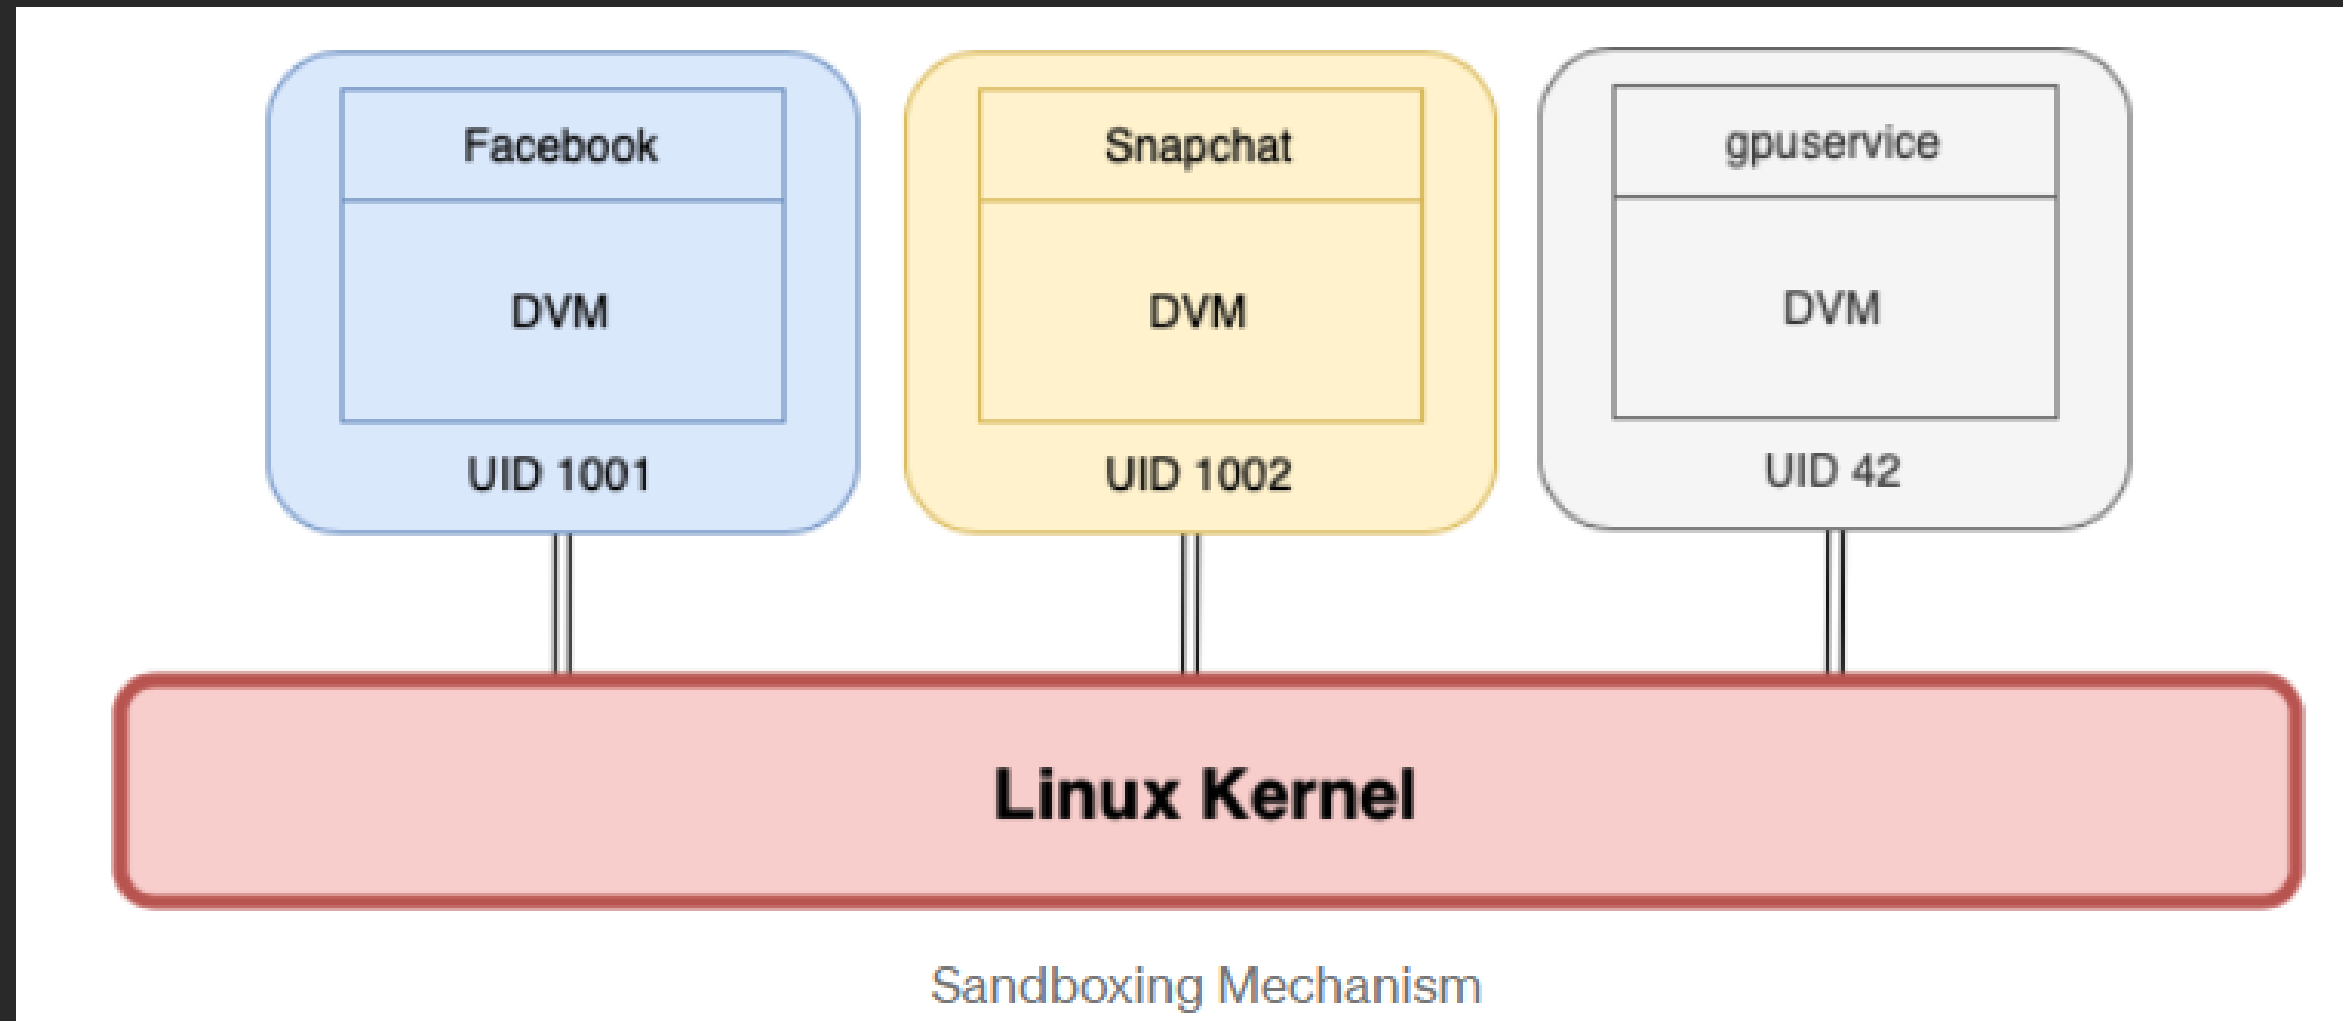 Facebook
DVM
UID 1001
Snapchat
DVM
UID 1002
gpuservice
DVM
UID 42
Linux Kernel
Sandboxing Mechanism